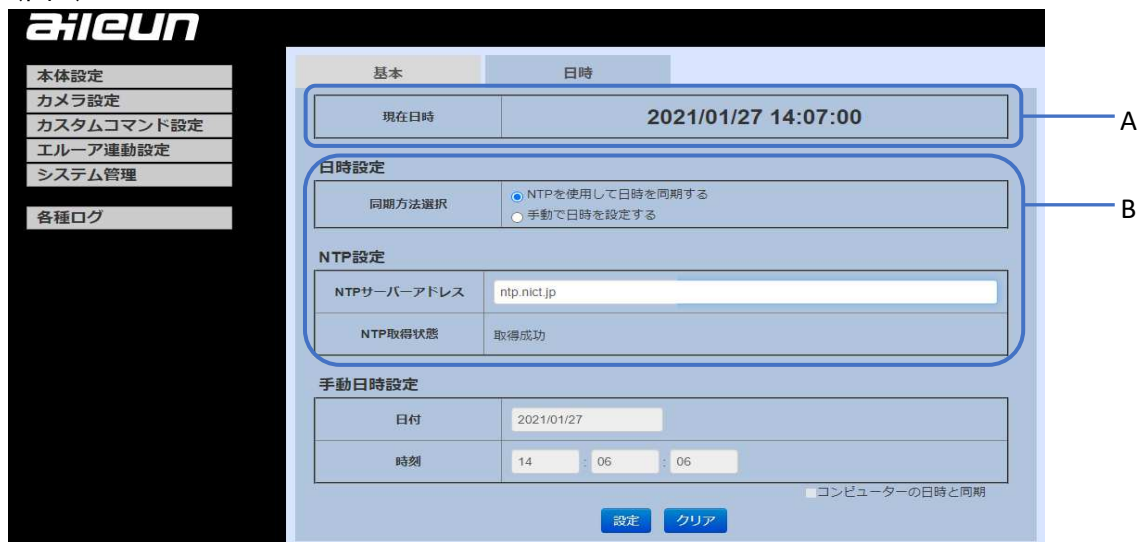 aileun
本体設定
カメラ設定
カスタムコマンド設定
エルーア連動設定
システム管理
各種ログ
基本 日時
現在日時 2021/01/27 14:07:00
A
日時設定
同期方法選択 NTPを使用して日時を同期する
手動で日時を設定する
B
NTP設定
NTPサーバーアドレス ntp.nict.jp
NTP取得状態 取得成功
手動日時設定
日付 2021/01/27
時刻 14 : 06 : 06
コンピューターの日時と同期
設定 クリア